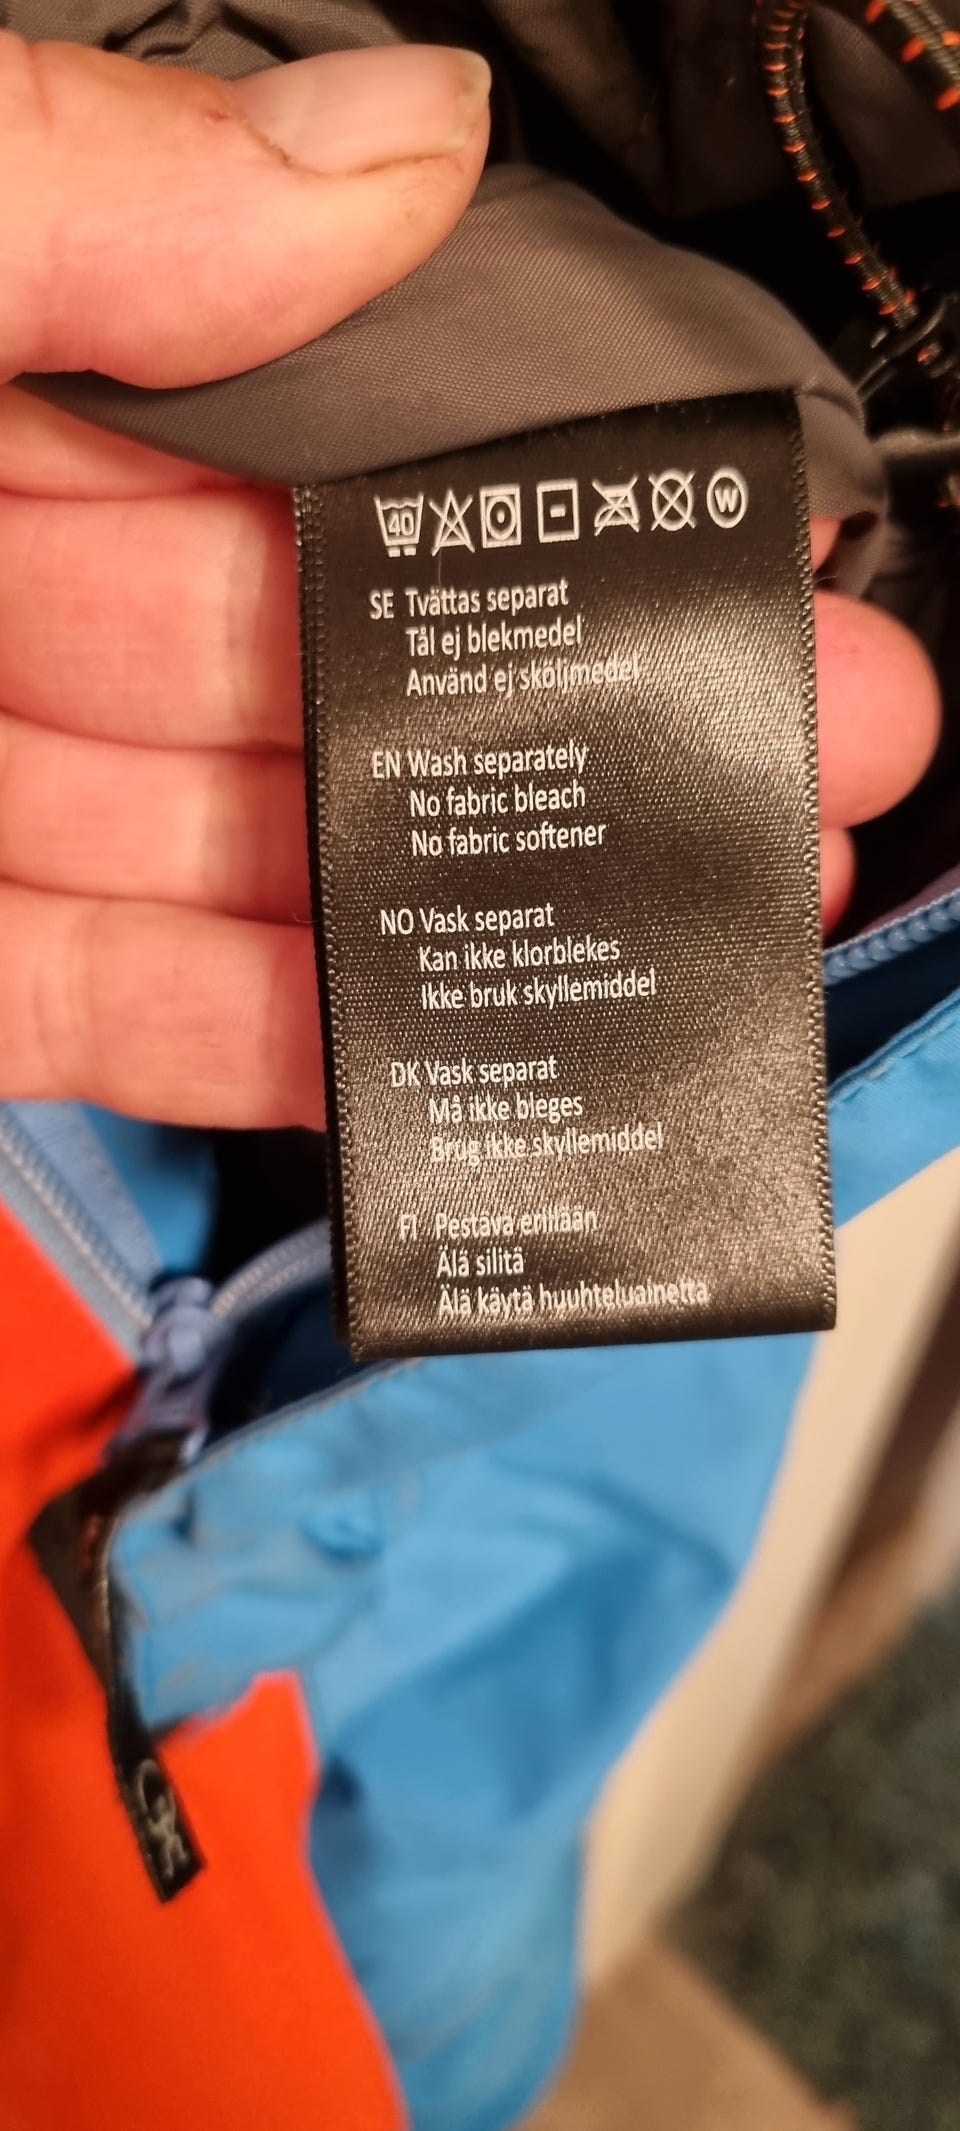 40 W
SE Tvättas separat
Tål ej blekmedel
Använd ej sköljmedel
EN Wash separately
No fabric bleach
No fabric softener
NO Vask separat
Kan ikke klorblekes
Ikke bruk skyllemiddel
DK Vask separat
Må ikke bleges
Brug ikke skyllemiddel
FI Pestävä erillään
Älä silitä
Älä käytä huuhteluainetta